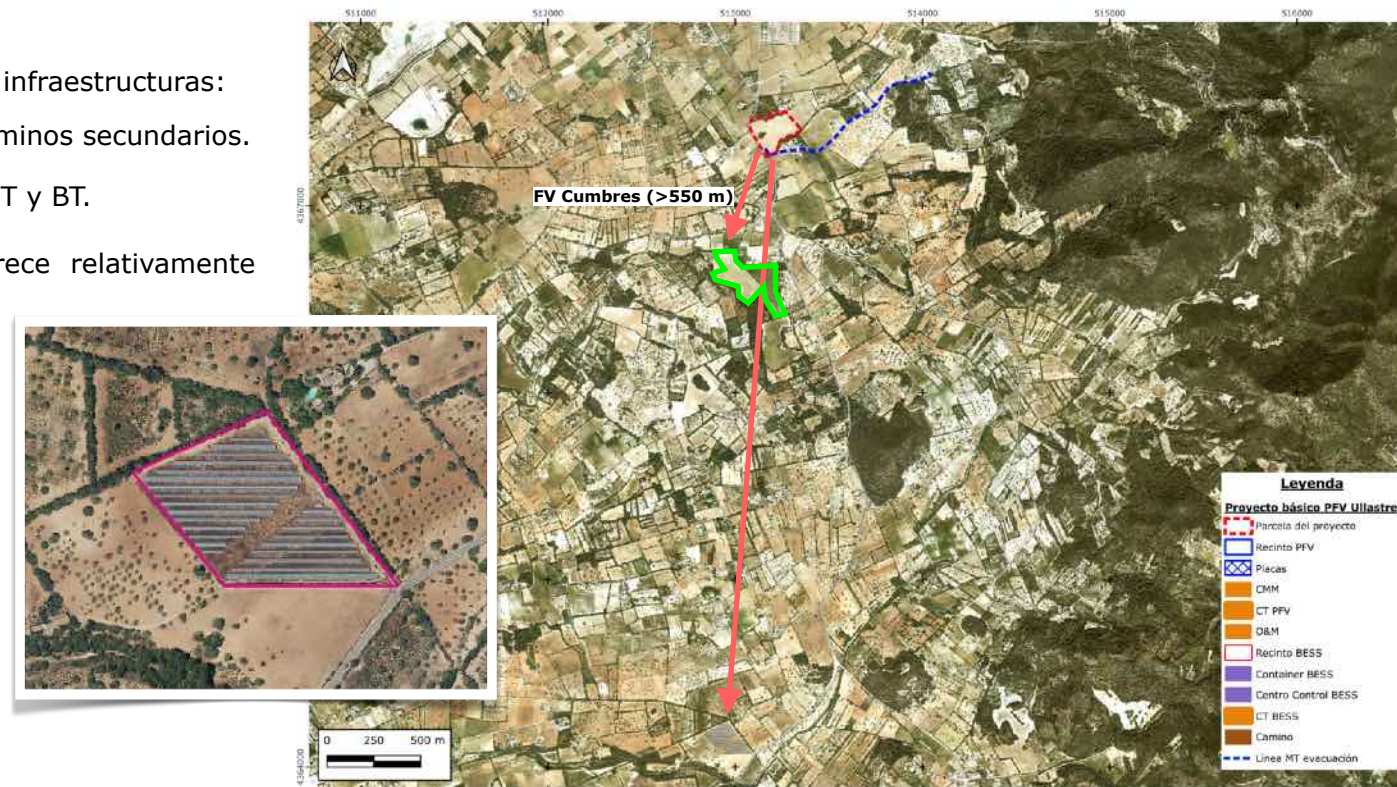 511000 512000 513000 514000 515000 516000
infraestructuras:
minos secundarios.
T y BT.
rece relativamente
4367000
FV Cumbres (>550 m)
Leyenda
Proyecto básico PFV Ullastre
Parcela del proyecto
Recinto PFV
Placas
CMM
CT PFV
O&M
Recinto BESS
Container BESS
Centro Control BESS
CT BESS
Camino
Linea MT evacuación
0 250 500 m
4364000